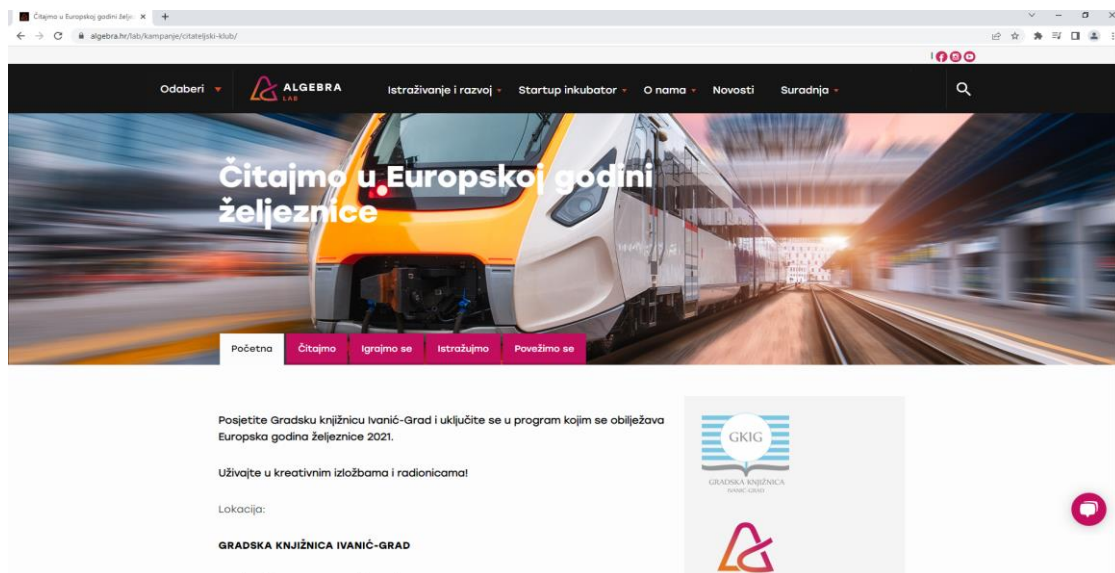 Čitajmo u Europskoj godini želje
algebra.hr/lab/kampanje/citateljski-klub/
Odaberi
ALGEBRA
LAB
Istraživanje i razvoj
Startup inkubator
O nama
Novosti
Suradnja
Čitajmo u Europskoj godini
željeznice
Početna
Čitajmo
Igrajmo se
Istražujmo
Povežimo se
Posjetite Gradsku knjižnicu Ivanić-Grad i uključite se u program kojim se obilježava
Europska godina željeznice 2021.
Uživajte u kreativnim izložbama i radionicama!
Lokacija:
GRADSKA KNJIŽNICA IVANIĆ-GRAD
GKIG
GRADSKA KNJIŽNICA
IVANIĆ-GRAD